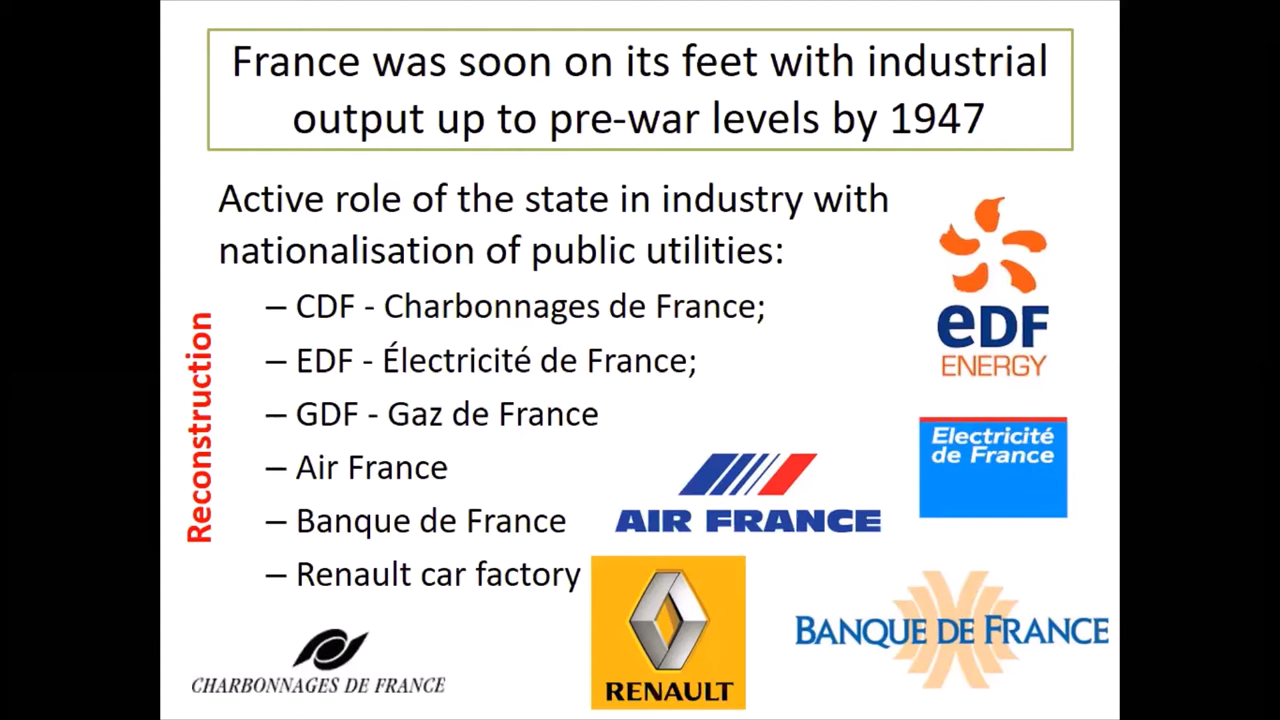 France was soon on its feet with industrial
output up to pre-war levels by 1947
Active role of the state in industry with
nationalisation of public utilities:
– CDF - Charbonnages de France;
– EDF - Électricité de France;
– GDF - Gaz de France
– Air France
– Banque de France
– Renault car factory
Reconstruction
eDF
ENERGY
Electricité
de France
AIR FRANCE
RENAULT
BANQUE DE FRANCE
CHARBONNAGES DE FRANCE